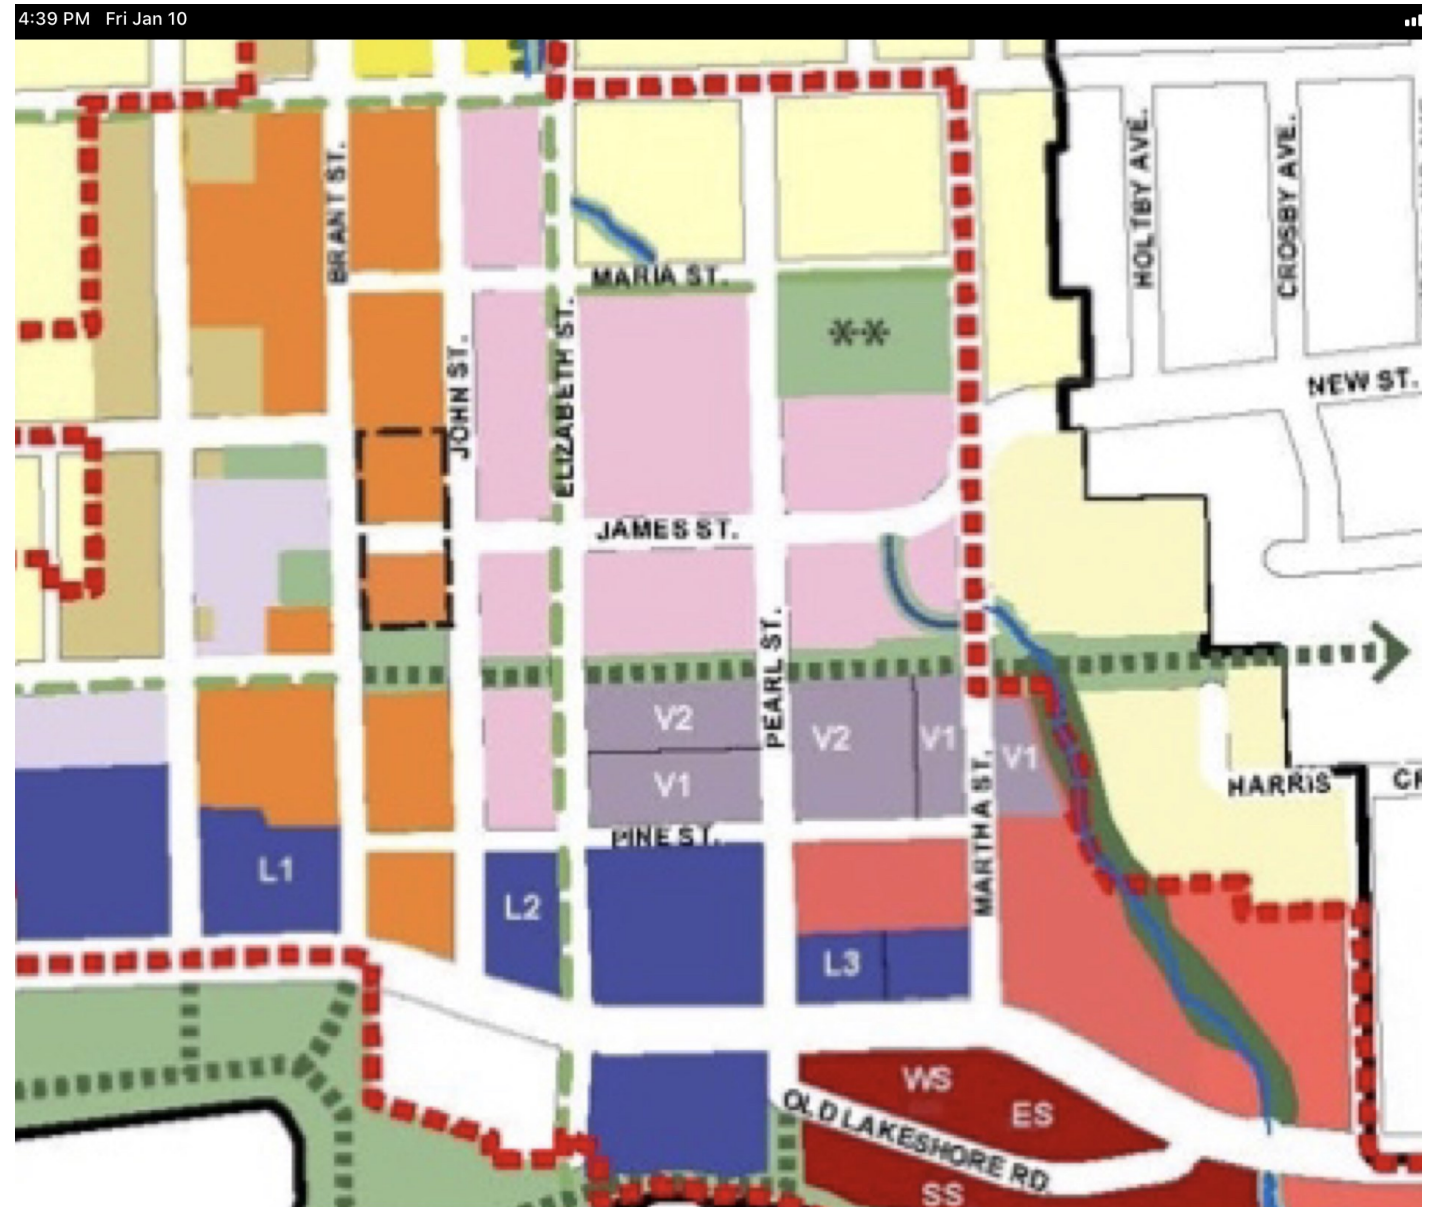 4:39 PM Fri Jan 10
BRANT ST.
HOLTBY AVE.
CROSBY AVE.
MARIA ST.
**
JOHN ST.
ELIZABETH ST.
NEW ST.
JAMES ST.
PEARL ST.
V2
V2
V1
V1
V1
MARTHA ST.
HARRIS
PINE ST.
L1
L2
L3
WS
ES
OLD LAKESHORE RD.
SS